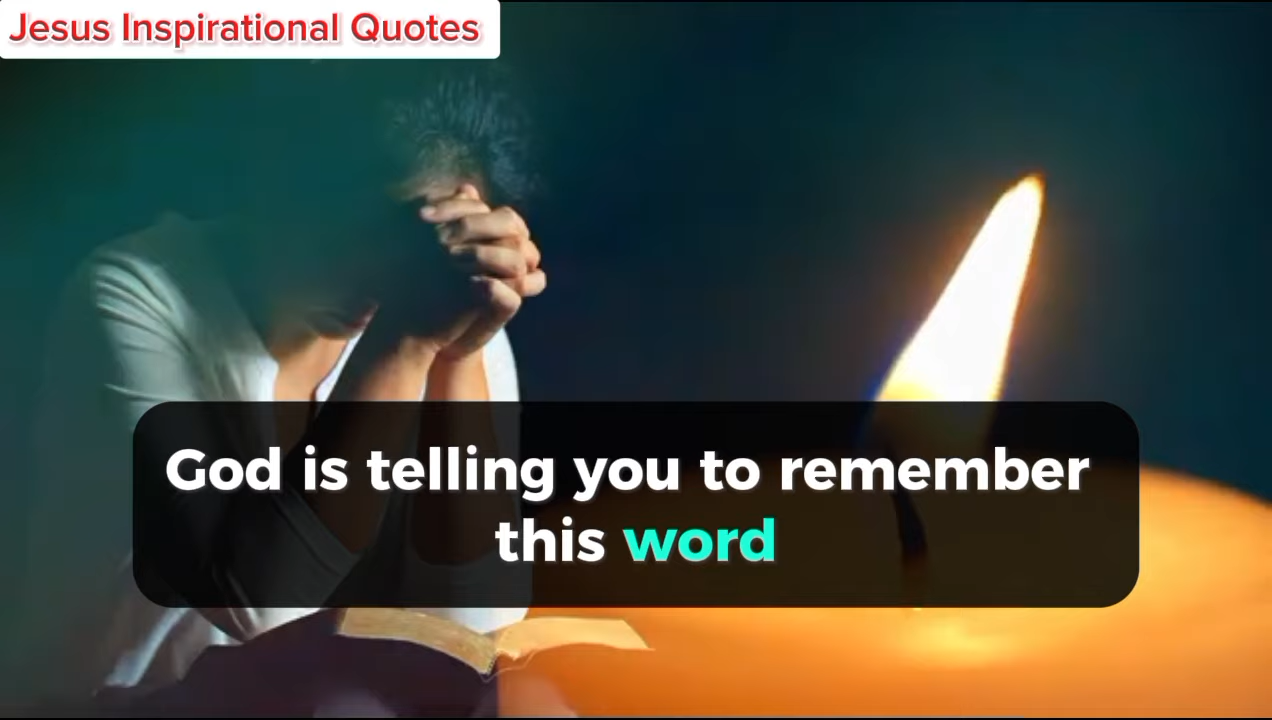 Jesus Inspirational Quotes
God is telling you to remember
this word